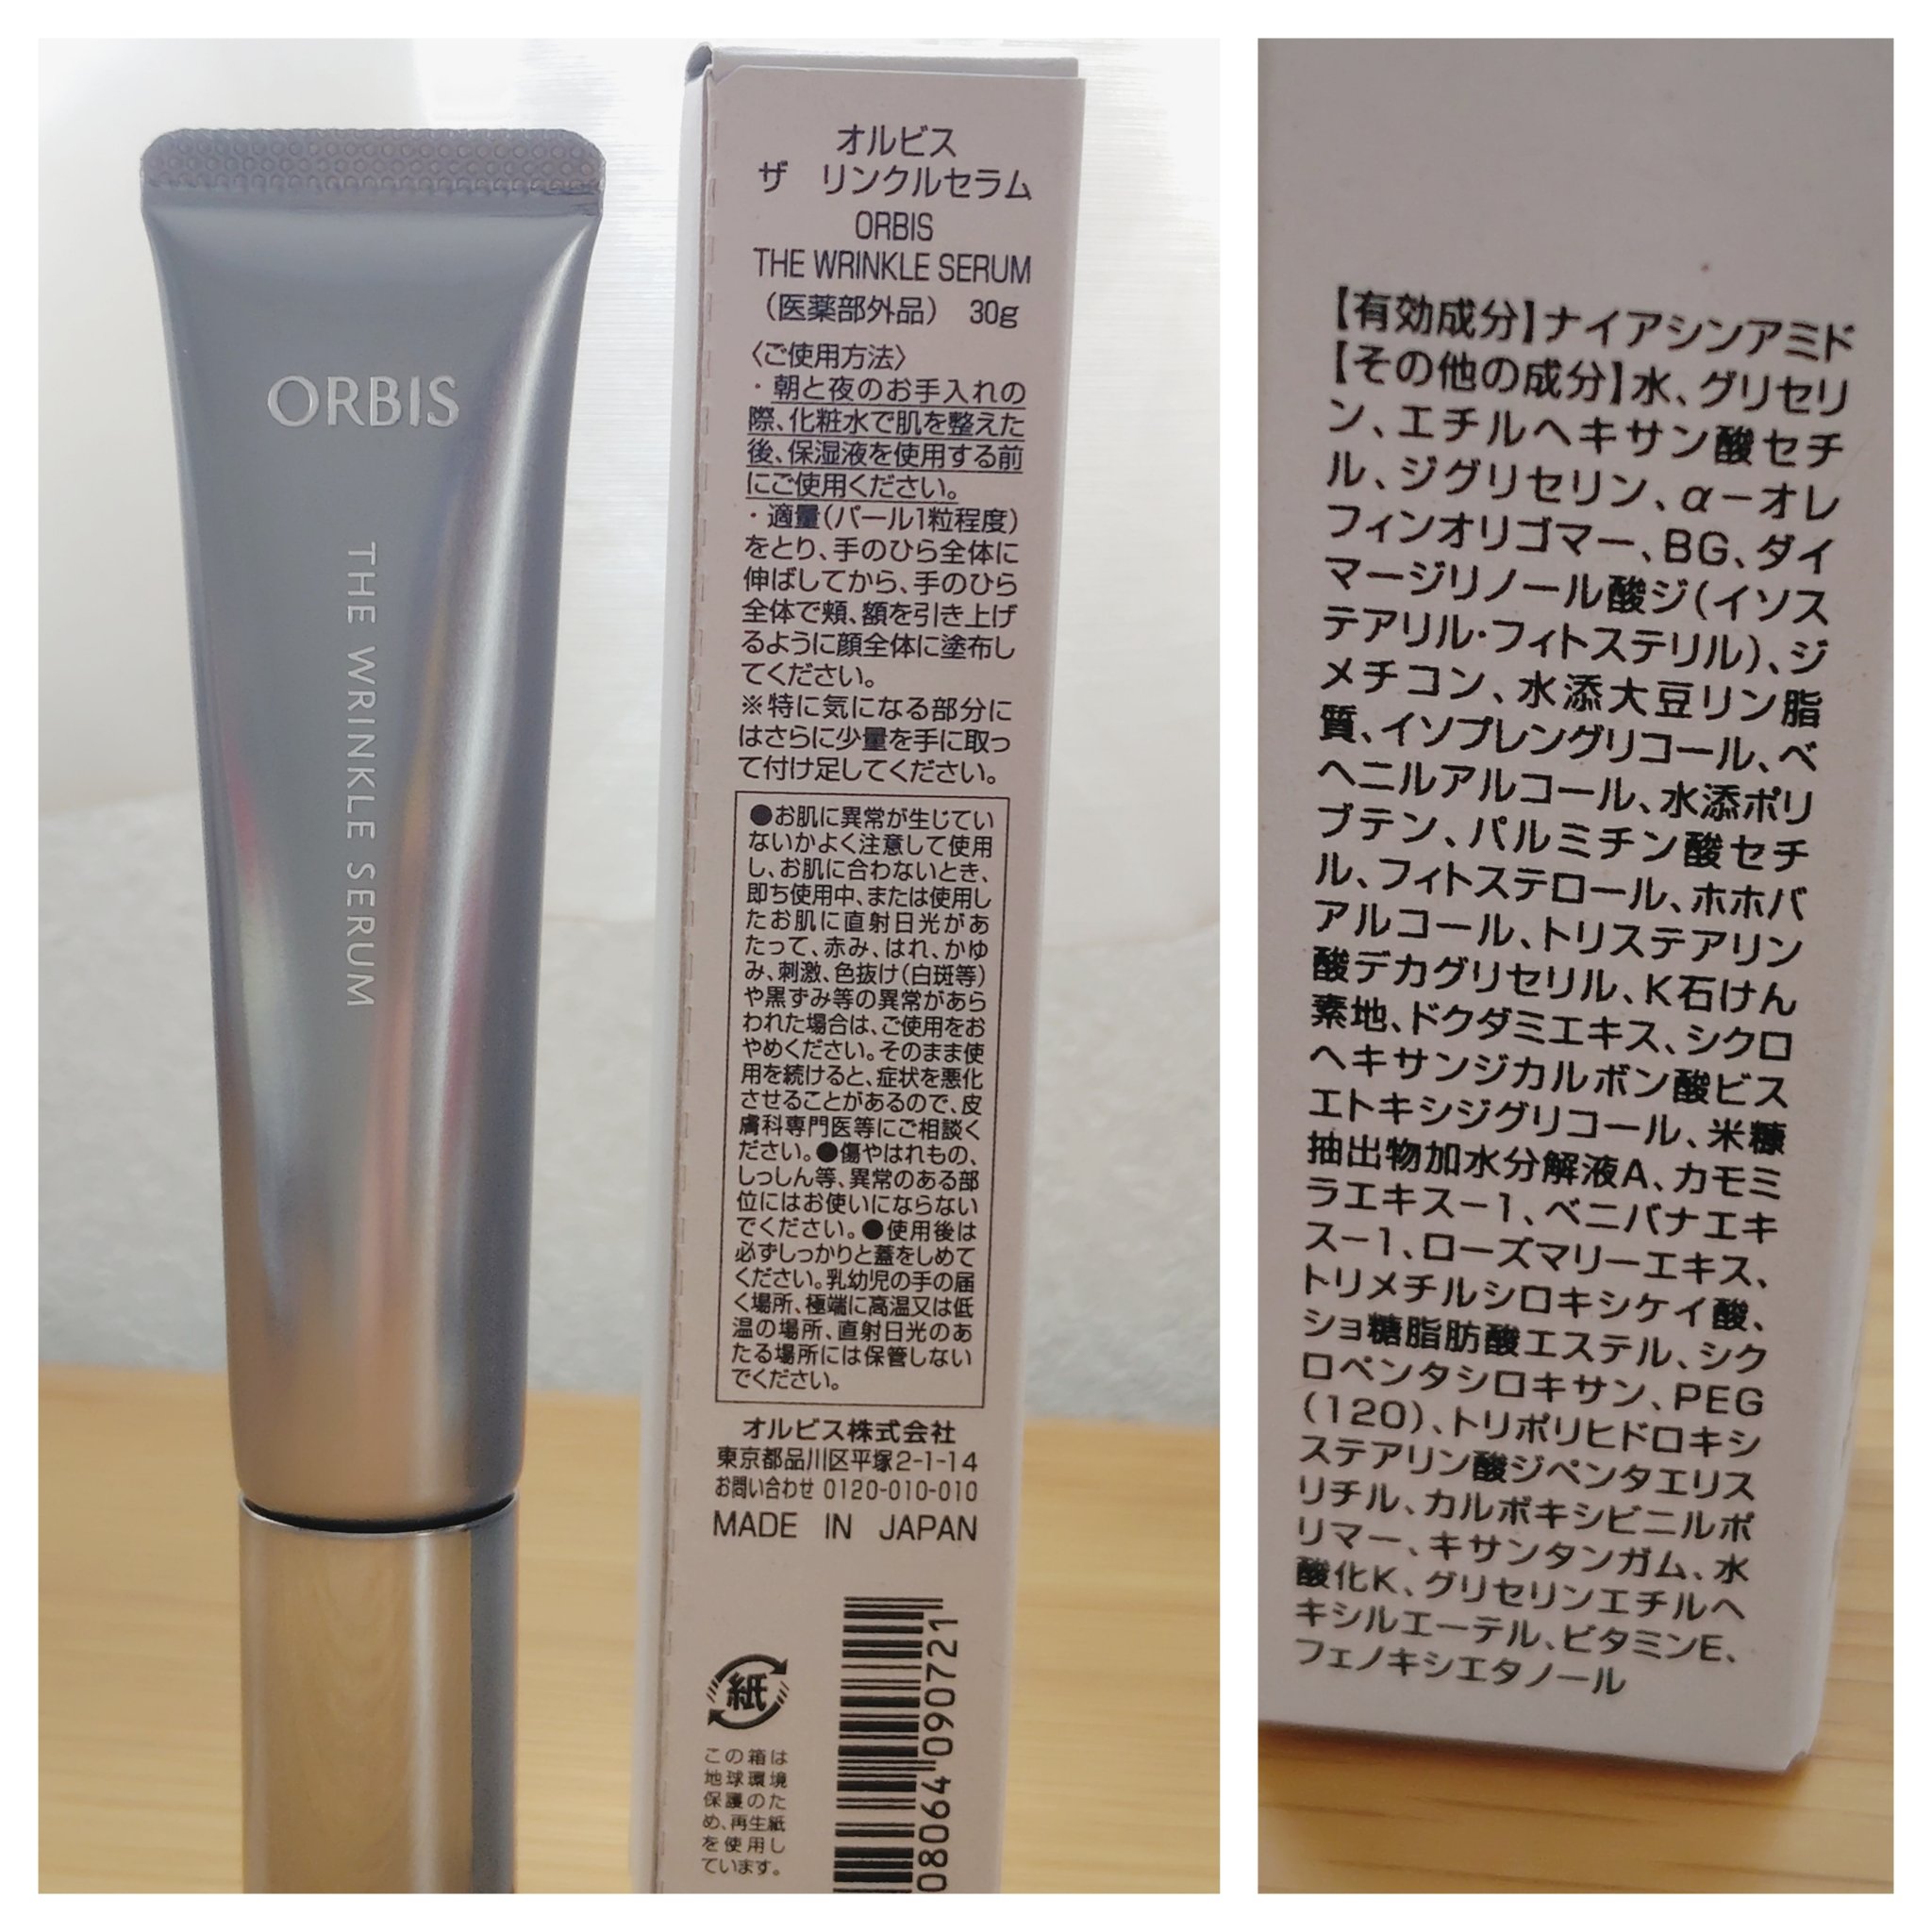 ORBIS
THE WRINKLE SERUM
オルビス
ザ リンクルセラム
ORBIS
THE WRINKLE SERUM
（医薬部外品） 30g
〈ご使用方法〉
・朝と夜のお手入れの
際、化粧水で肌を整えた
後、保湿液を使用する前
にご使用ください。
・適量（パール1粒程度）
をとり、手のひら全体に
伸ばしてから、手のひら
全体で頬、額を引き上げ
るように顔全体に塗布し
てください。
※特に気になる部分に
はさらに少量を手に取っ
て付け足してください。
●お肌に異常が生じてい
ないかよく注意して使用
し、お肌に合わないとき、
即ち使用中、または使用し
たお肌に直射日光があ
たって、赤み、はれ、かゆ
み、刺激、色抜け（白斑等）
や黒ずみ等の異常があら
われた場合は、ご使用をお
やめください。そのまま使
用を続けると、症状を悪化
させることがあるので、皮
膚科専門医等にご相談く
ださい。●傷やはれもの、
しっしん等、異常のある部
位にはお使いにならない
でください。●使用後は
必ずしっかりと蓋をしめて
ください。乳幼児の手の届
く場所、極端に高温又は低
温の場所、直射日光のあ
たる場所には保管しない
でください。
オルビス株式会社
東京都品川区平塚2-1-14
お問い合わせ 0120-010-010
MADE IN JAPAN
紙
この箱は
地球環境
保護のた
め、再生紙
を使用し
ています。
08064 090721
【有効成分】ナイアシンアミド
【その他の成分】水、グリセリ
ン、エチルヘキサン酸セチ
ル、ジグリセリン、α－オレ
フィンオリゴマー、BG、ダイ
マージリノール酸ジ（イソス
テアリル・フィトステリル）、ジ
メチコン、水添大豆リン脂
質、イソプレングリコール、ベ
ヘニルアルコール、水添ポリ
ブテン、パルミチン酸セチ
ル、フィトステロール、ホホバ
アルコール、トリステアリン
酸デカグリセリル、K石けん
素地、ドクダミエキス、シクロ
ヘキサンジカルボン酸ビス
エトキシジグリコール、米糠
抽出物加水分解液A、カモミ
ラエキス－1、ベニバナエキ
ス－1、ローズマリーエキス、
トリメチルシロキシケイ酸、
ショ糖脂肪酸エステル、シク
ロペンタシロキサン、PEG
（120）、トリポリヒドロキシ
ステアリン酸ジペンタエリス
リチル、カルボキシビニルポ
リマー、キサンタンガム、水
酸化K、グリセリンエチルヘ
キシルエーテル、ビタミンE、
フェノキシエタノール